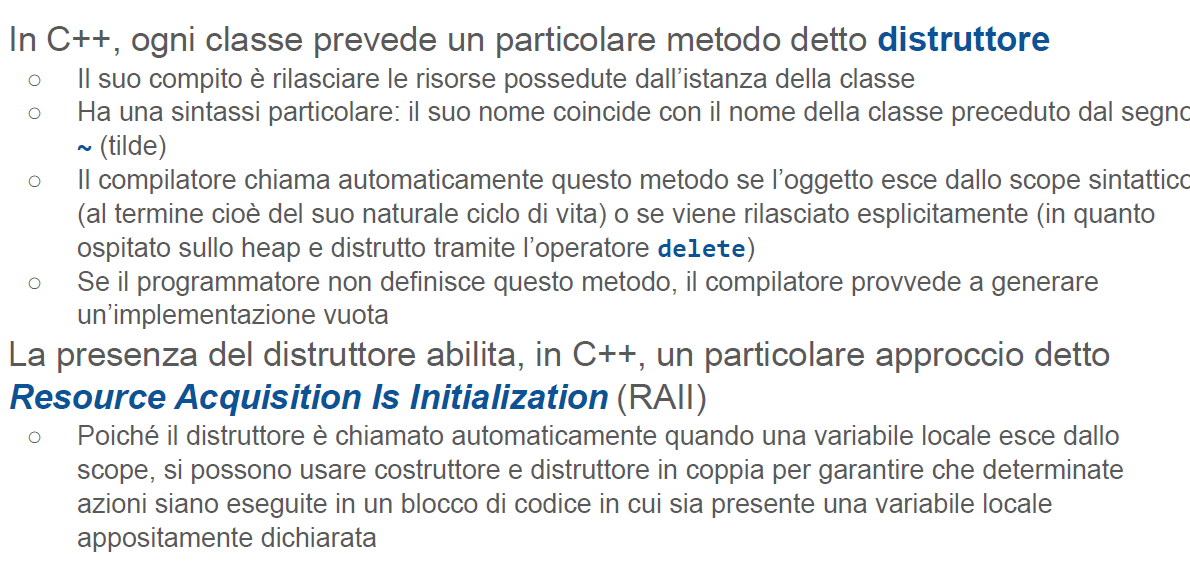 In C++, ogni classe prevede un particolare metodo detto distruttore
○ Il suo compito è rilasciare le risorse possedute dall’istanza della classe
○ Ha una sintassi particolare: il suo nome coincide con il nome della classe preceduto dal segno
~ (tilde)
○ Il compilatore chiama automaticamente questo metodo se l’oggetto esce dallo scope sintattico
(al termine cioè del suo naturale ciclo di vita) o se viene rilasciato esplicitamente (in quanto
ospitato sullo heap e distrutto tramite l’operatore delete)
○ Se il programmatore non definisce questo metodo, il compilatore provvede a generare
un’implementazione vuota
La presenza del distruttore abilita, in C++, un particolare approccio detto
Resource Acquisition Is Initialization (RAII)
○ Poiché il distruttore è chiamato automaticamente quando una variabile locale esce dallo
scope, si possono usare costruttore e distruttore in coppia per garantire che determinate
azioni siano eseguite in un blocco di codice in cui sia presente una variabile locale
appositamente dichiarata